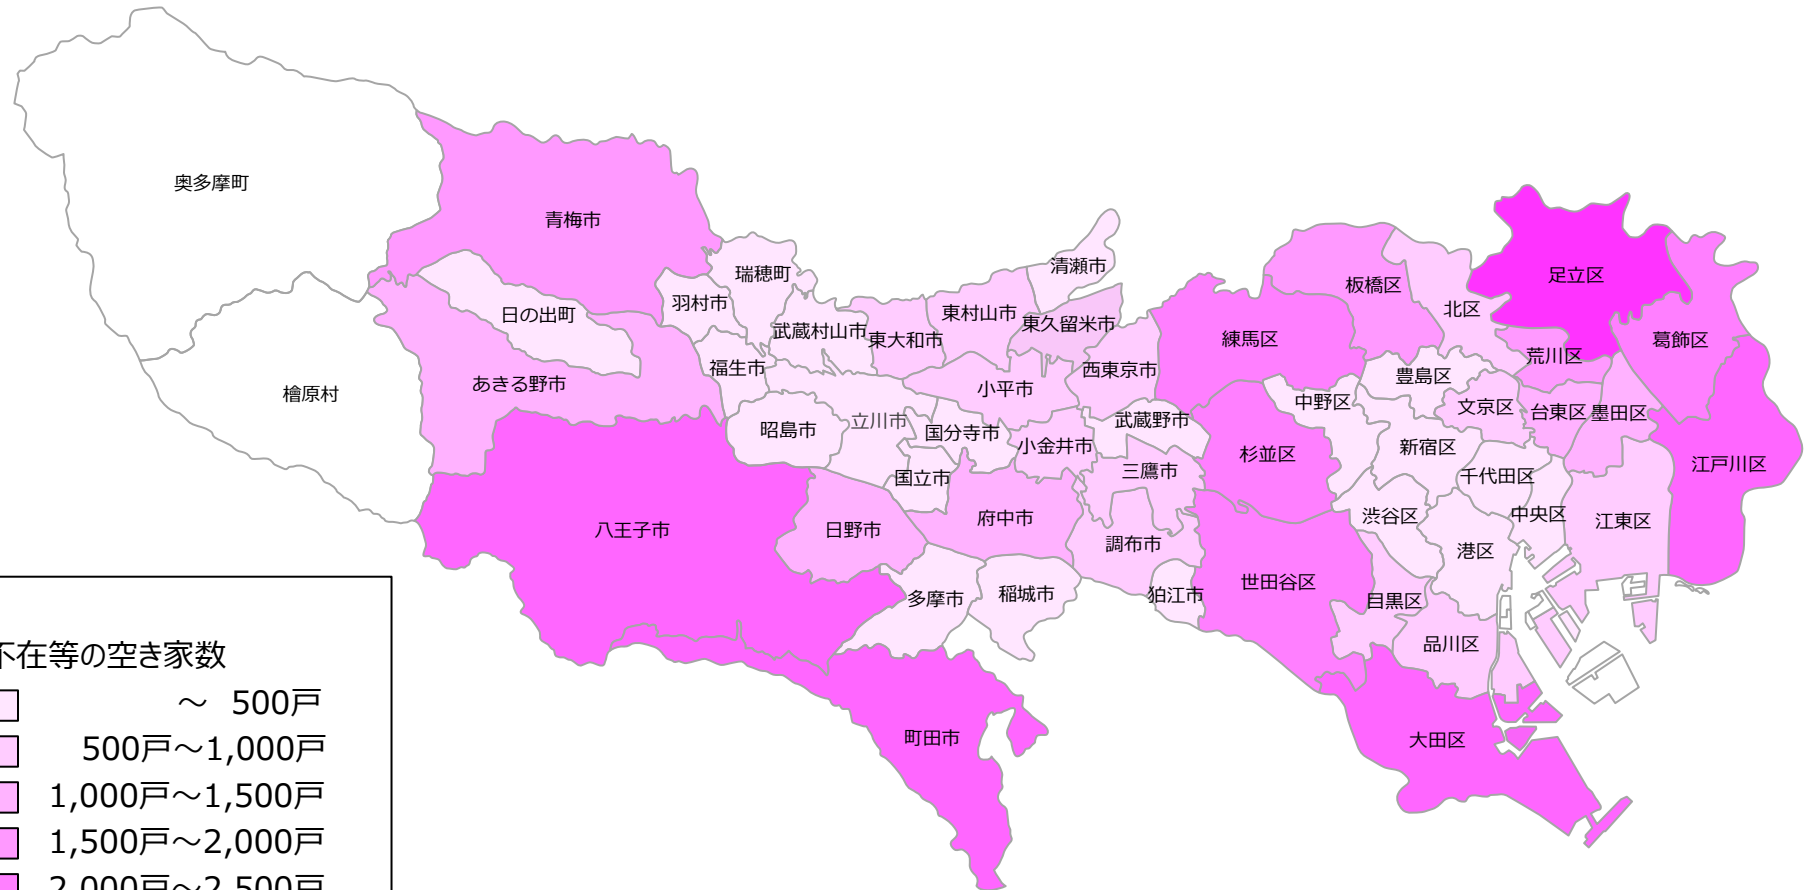 奥多摩町
青梅市
檜原村
日の出町
あきる野市
瑞穂町
羽村市
福生市
武蔵村山市
東大和市
東村山市
清瀬市
東久留米市
西東京市
小平市
立川市
昭島市
国分寺市
国立市
小金井市
武蔵野市
三鷹市
八王子市
日野市
府中市
調布市
狛江市
多摩市
稲城市
町田市
練馬区
板橋区
北区
足立区
葛飾区
荒川区
豊島区
中野区
文京区
台東区
墨田区
杉並区
新宿区
千代田区
江戸川区
渋谷区
中央区
江東区
港区
世田谷区
目黒区
品川区
大田区
不在等の空き家数
～ 500戸
500戸～1,000戸
1,000戸～1,500戸
1,500戸～2,000戸
2,000戸～2,500戸